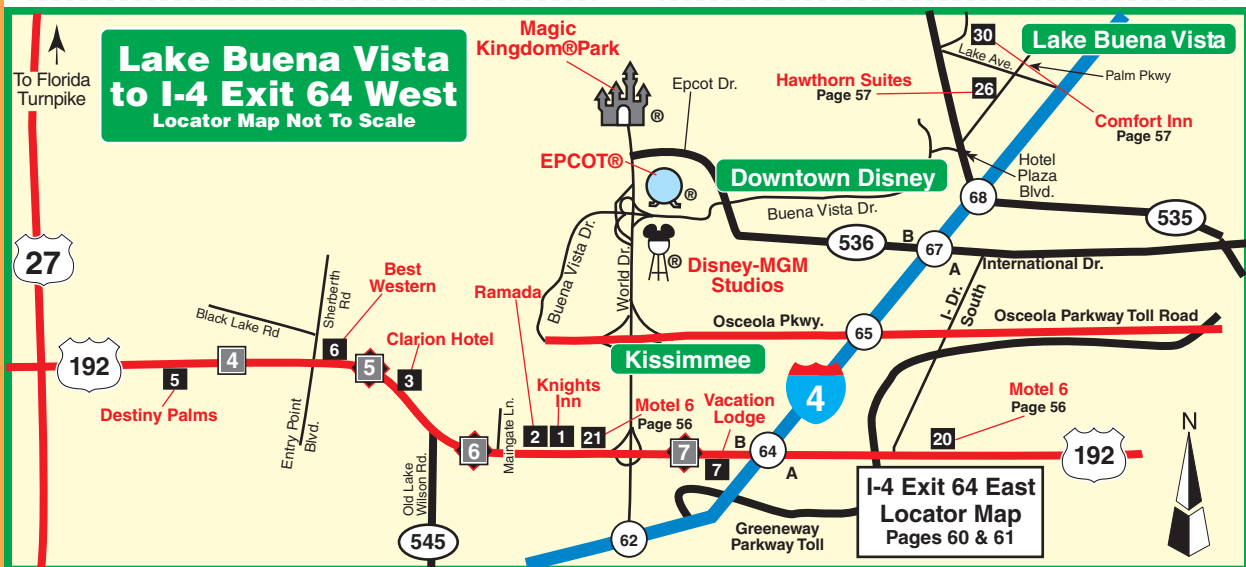 Lake Buena Vista
to I-4 Exit 64 West
Locator Map Not To Scale
To Florida
Turnpike
27
Magic
Kingdom®Park
®
Epcot Dr.
EPCOT®
®
Downtown Disney
Buena Vista Dr.
Hawthorn Suites
Page 57
26
30
Lake Ave.
Lake Buena Vista
Palm Pkwy
Comfort Inn
Page 57
Hotel
Plaza
Blvd.
68
535
536
B
67
A
International Dr.
I- Dr.
South
Disney-MGM
Studios
®
World Dr.
Buena Vista Dr.
Osceola Pkwy.
65
Osceola Parkway Toll Road
Kissimmee
4
Black Lake Rd
Sherberth
Rd
Best
Western
6
192
4
5
Destiny Palms
5
Clarion Hotel
3
Entry Point
Blvd.
Old Lake
Wilson Rd.
545
6
Maingate Ln.
Ramada
2
Knights
Inn
1
Motel 6
Page 56
21
Vacation
Lodge
7
7
B
64
A
Motel 6
Page 56
20
192
62
Greeneway
Parkway Toll
I-4 Exit 64 East
Locator Map
Pages 60 & 61
N